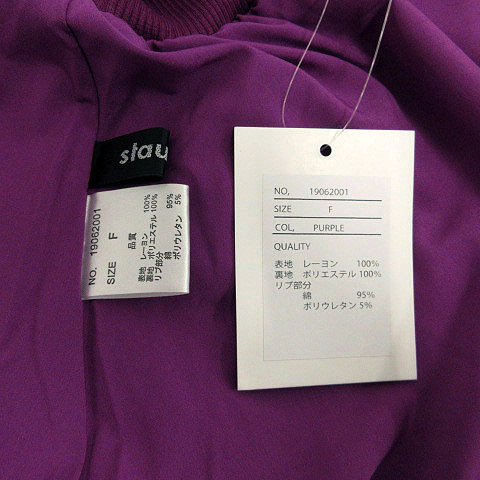 stau
NO. 19062001
SIZE F
品質
表地 レーヨン 100%
裏地 ポリエステル 100%
リブ部分
綿 95%
ポリウレタン 5%
NO, 19062001
SIZE F
COL, PURPLE
QUALITY
表地 レーヨン 100%
裏地 ポリエステル 100%
リブ部分
綿 95%
ポリウレタン 5%